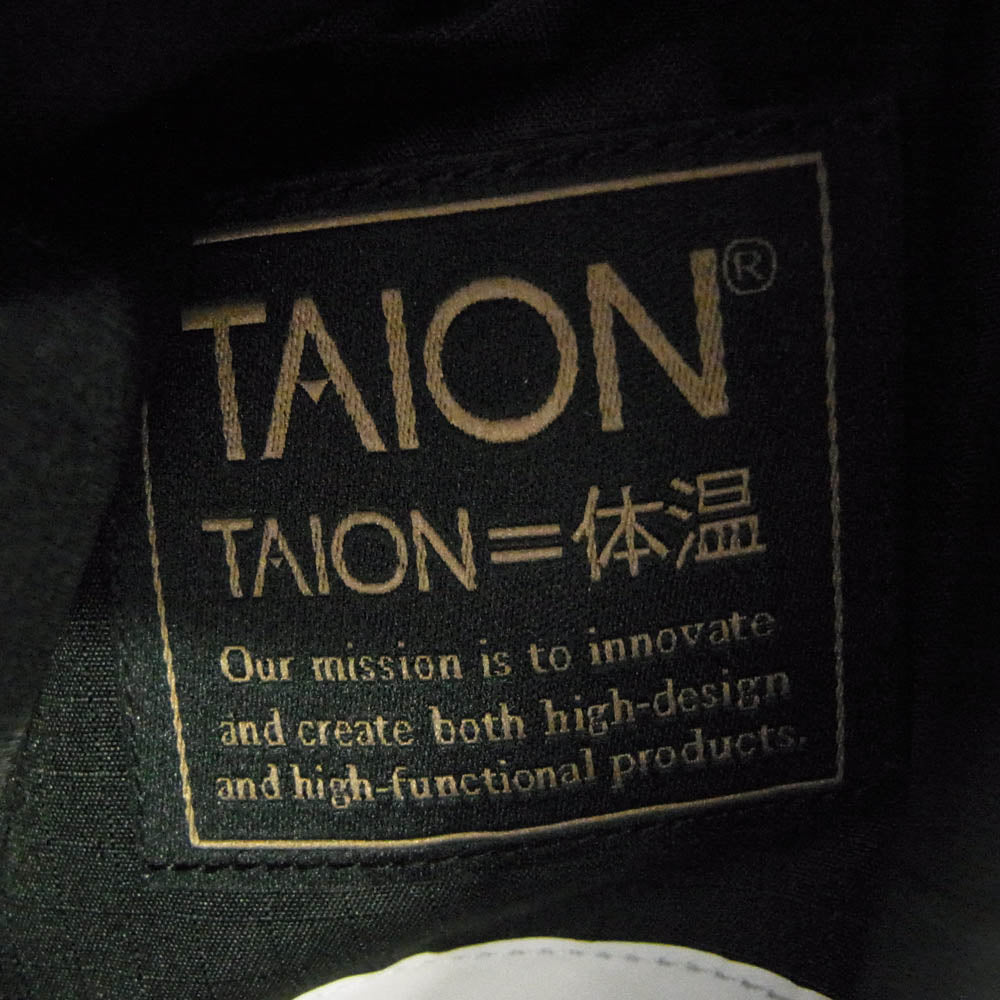 TAION®
TAION=体温
Our mission is to innovate
and create both high-design
and high-functional products.